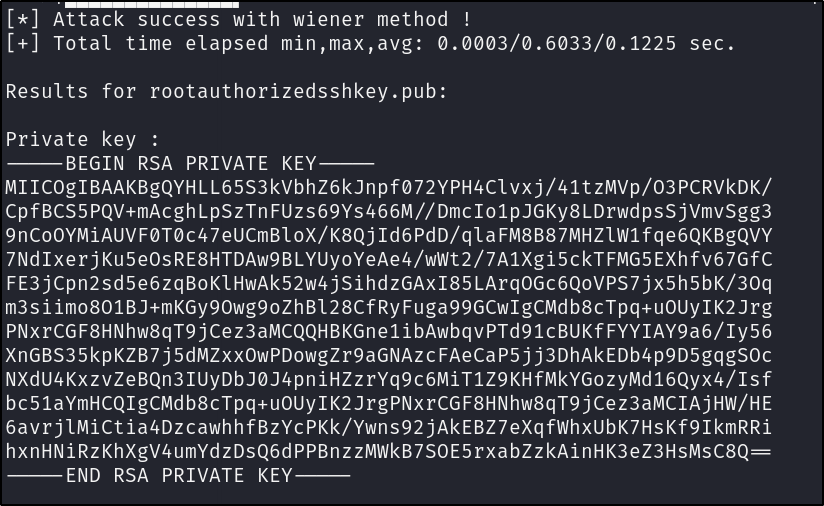 [*] Attack success with wiener method !
[+] Total time elapsed min,max,avg: 0.0003/0.6033/0.1225 sec.
Results for rootauthorizedsshkey.pub:
Private key :
-----BEGIN RSA PRIVATE KEY-----
MIICOgIBAAKBgQYHLL65S3kVbhZ6kJnpf072YPH4Clvxj/41tzMVp/O3PCRVkDK/
CpfBCS5PQV+mAcghLpSzTnFUzs69Ys466M//DmcIo1pJGKy8LDrwdpsSjVmvSgg3
9nCoOYMiAUVF0T0c47eUCmBloX/K8QjId6PdD/qlaFM8B87MHZlW1fqe6QKBgQVY
7NdIxerjKu5eOsRE8HTDAw9BLYUyoYeAe4/wWt2/7A1Xgi5ckTFMG5EXhfv67GfC
FE3jCpn2sd5e6zqBoKlHwAk52w4jSihdzGAxI85LArqOGc6QoVPS7jx5h5bK/3Oq
m3siimo8O1BJ+mKGy9Owg9oZhBl28CfRyFuga99GCwIgCMdb8cTpq+uOUyIK2Jrg
PNxrCGF8HNhw8qT9jCez3aMCQQHBKGne1ibAwbqvPTd91cBUKfFYYIAY9a6/Iy56
XnGBS35kpKZB7j5dMZxxOwPDowgZr9aGNAzcFAeCaP5jj3DhAkEDb4p9D5gqgSOc
NXdU4KxzvZeBQn3IUyDbJ0J4pniHZzrYq9c6MiT1Z9KHfMkYGozyMd16Qyx4/Isf
bc51aYmHCQIgCMdb8cTpq+uOUyIK2JrgPNxrCGF8HNhw8qT9jCez3aMCIAjHW/HE
6avrjlMiCtia4DzcawhhfBzYcPKk/Ywns92jAkEBZ7eXqfWhxUbK7HsKf9IkmRRi
hxnHNiRzKhXgV4umYdzDsQ6dPPBnzzMWkB7SOE5rxabZzkAinHK3eZ3HsMsC8Q==
-----END RSA PRIVATE KEY-----